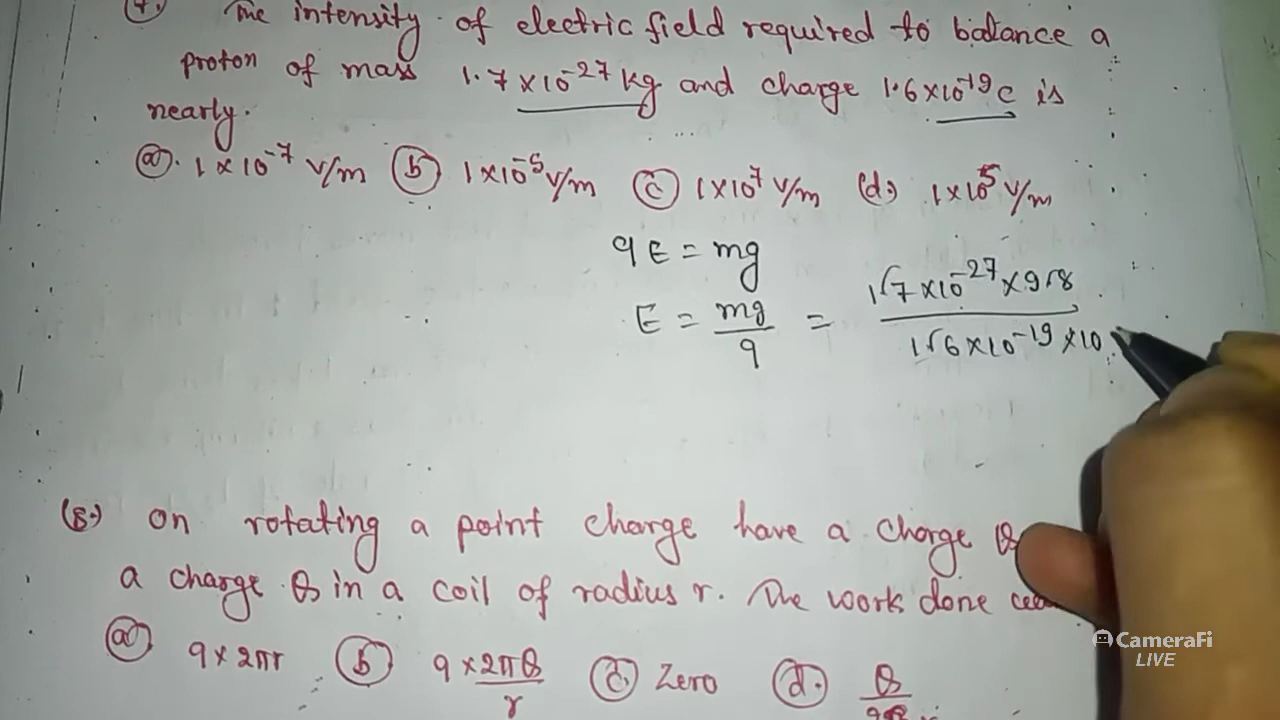 7. The intensity of electric field required to balance a
proton of mass 1.7×10⁻²⁷ kg and charge 1.6×10⁻¹⁹ C is
nearly.
(a). 1×10⁻⁷ V/m (b) 1×10⁻⁵ V/m (c) 1×10⁷ V/m (d.) 1×10⁵ V/m
qE = mg
E = mg/q = 1.7×10⁻²⁷×9.8 / 1.6×10⁻¹⁹×10
(8.) On rotating a point charge have a charge Q
a charge Q in a coil of radius r. The work done
(a) q×2πr (b) q×2πQ/r (c.) Zero (d.) Q
CameraFi
LIVE